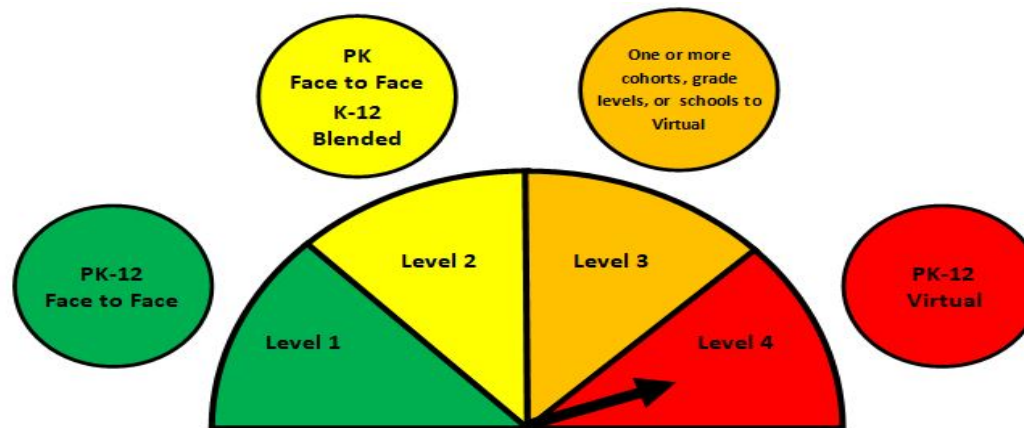 PK
Face to Face
K-12
Blended
One or more
cohorts, grade
levels, or schools to
Virtual
PK-12
Face to Face
Level 1
Level 2
Level 3
Level 4
PK-12
Virtual